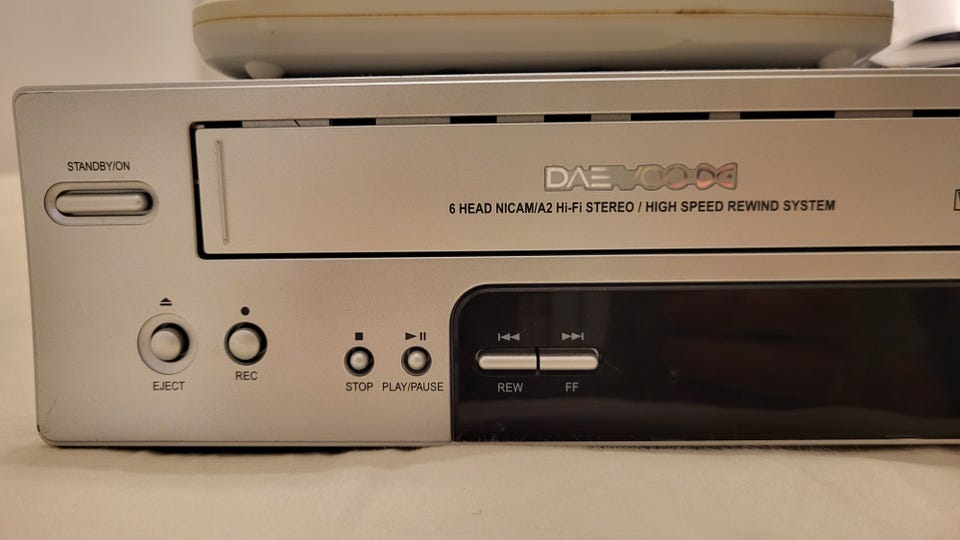 STANDBY/ON
DAEWOO
6 HEAD NICAM/A2 Hi-Fi STEREO / HIGH SPEED REWIND SYSTEM
EJECT
REC
STOP
PLAY/PAUSE
REW
FF